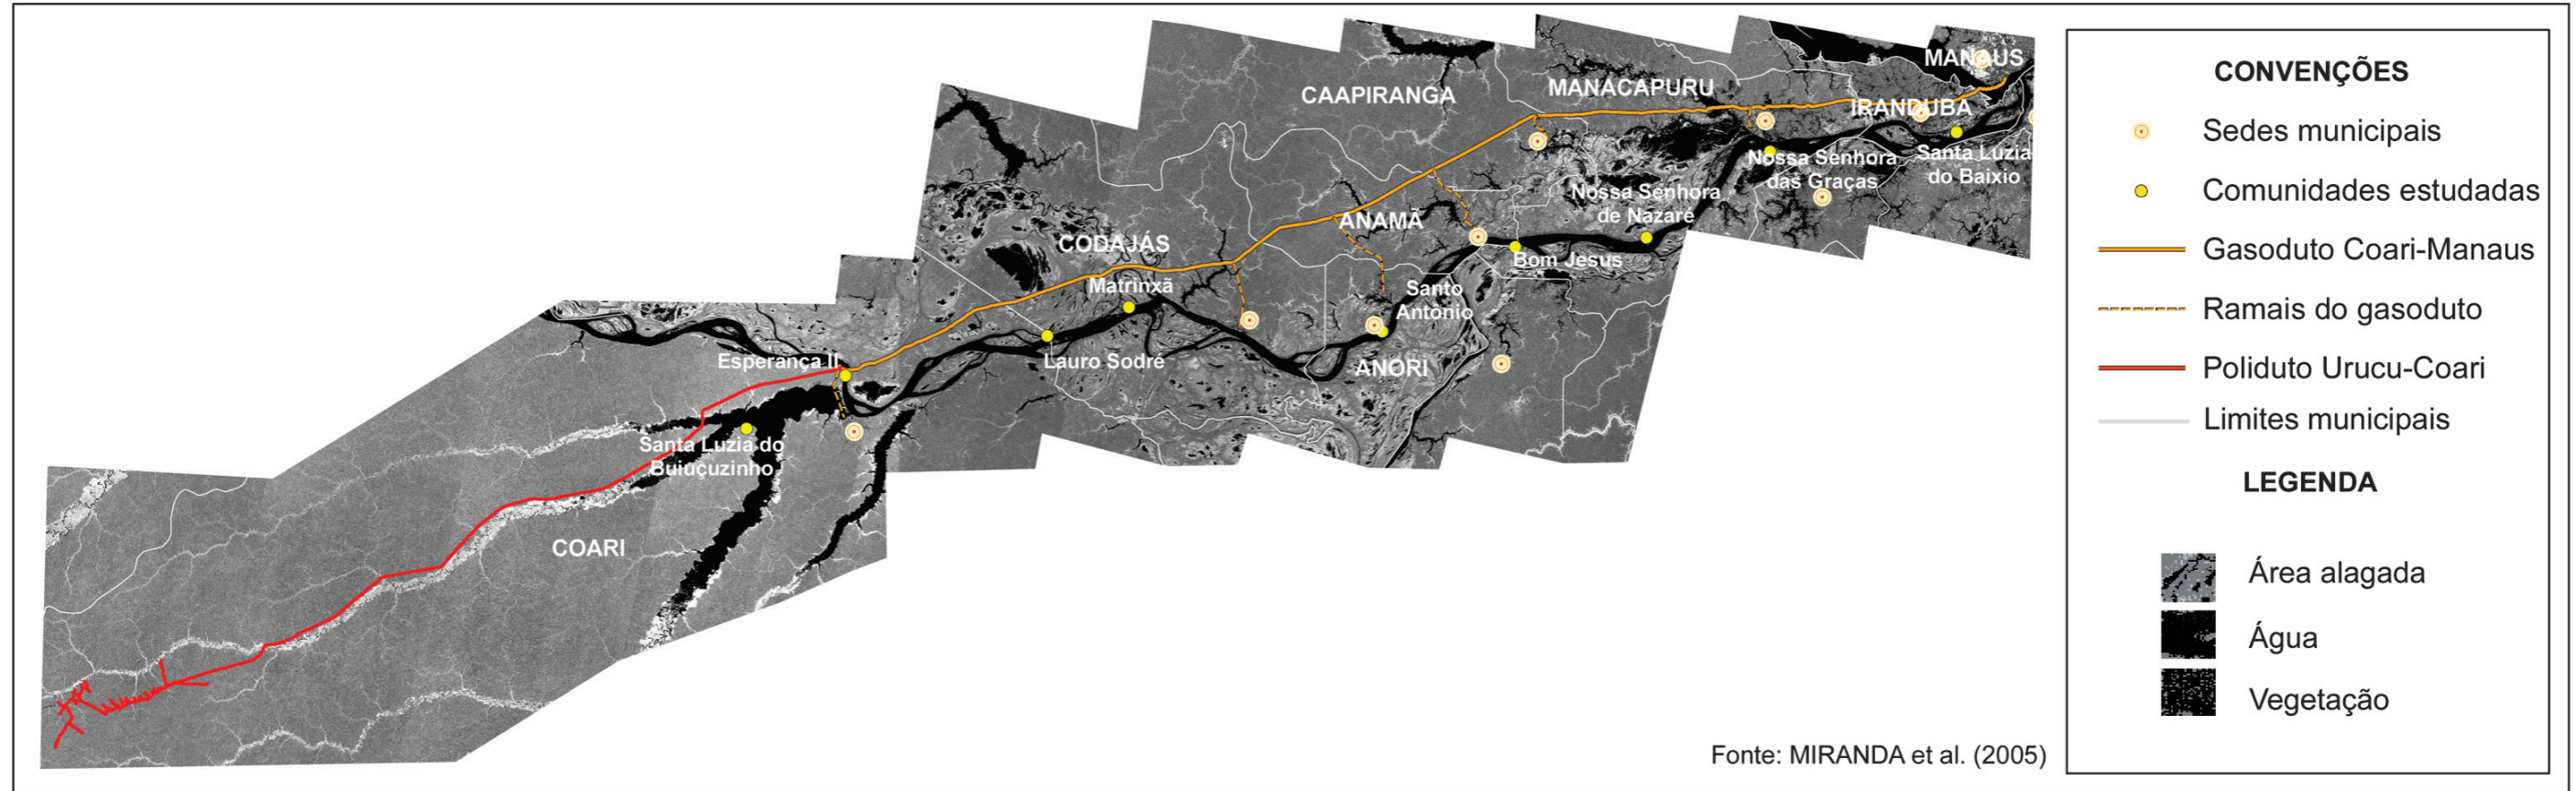 MANAUS
CAAPIRANGA
MANACAPURU
IRANDUBA
Nossa Senhora
das Graças
Santa Luzia
do Baixio
Nossa Senhora
de Nazaré
ANAMÃ
CODAJÁS
Bom Jesus
Matrinxã
Santo
Antônio
Esperança II
Lauro Sodré
ANORI
Santa Luzia do
Buiuçuzinho
COARI
Fonte: MIRANDA et al. (2005)
CONVENÇÕES
Sedes municipais
Comunidades estudadas
Gasoduto Coari-Manaus
Ramais do gasoduto
Poliduto Urucu-Coari
Limites municipais
LEGENDA
Área alagada
Água
Vegetação